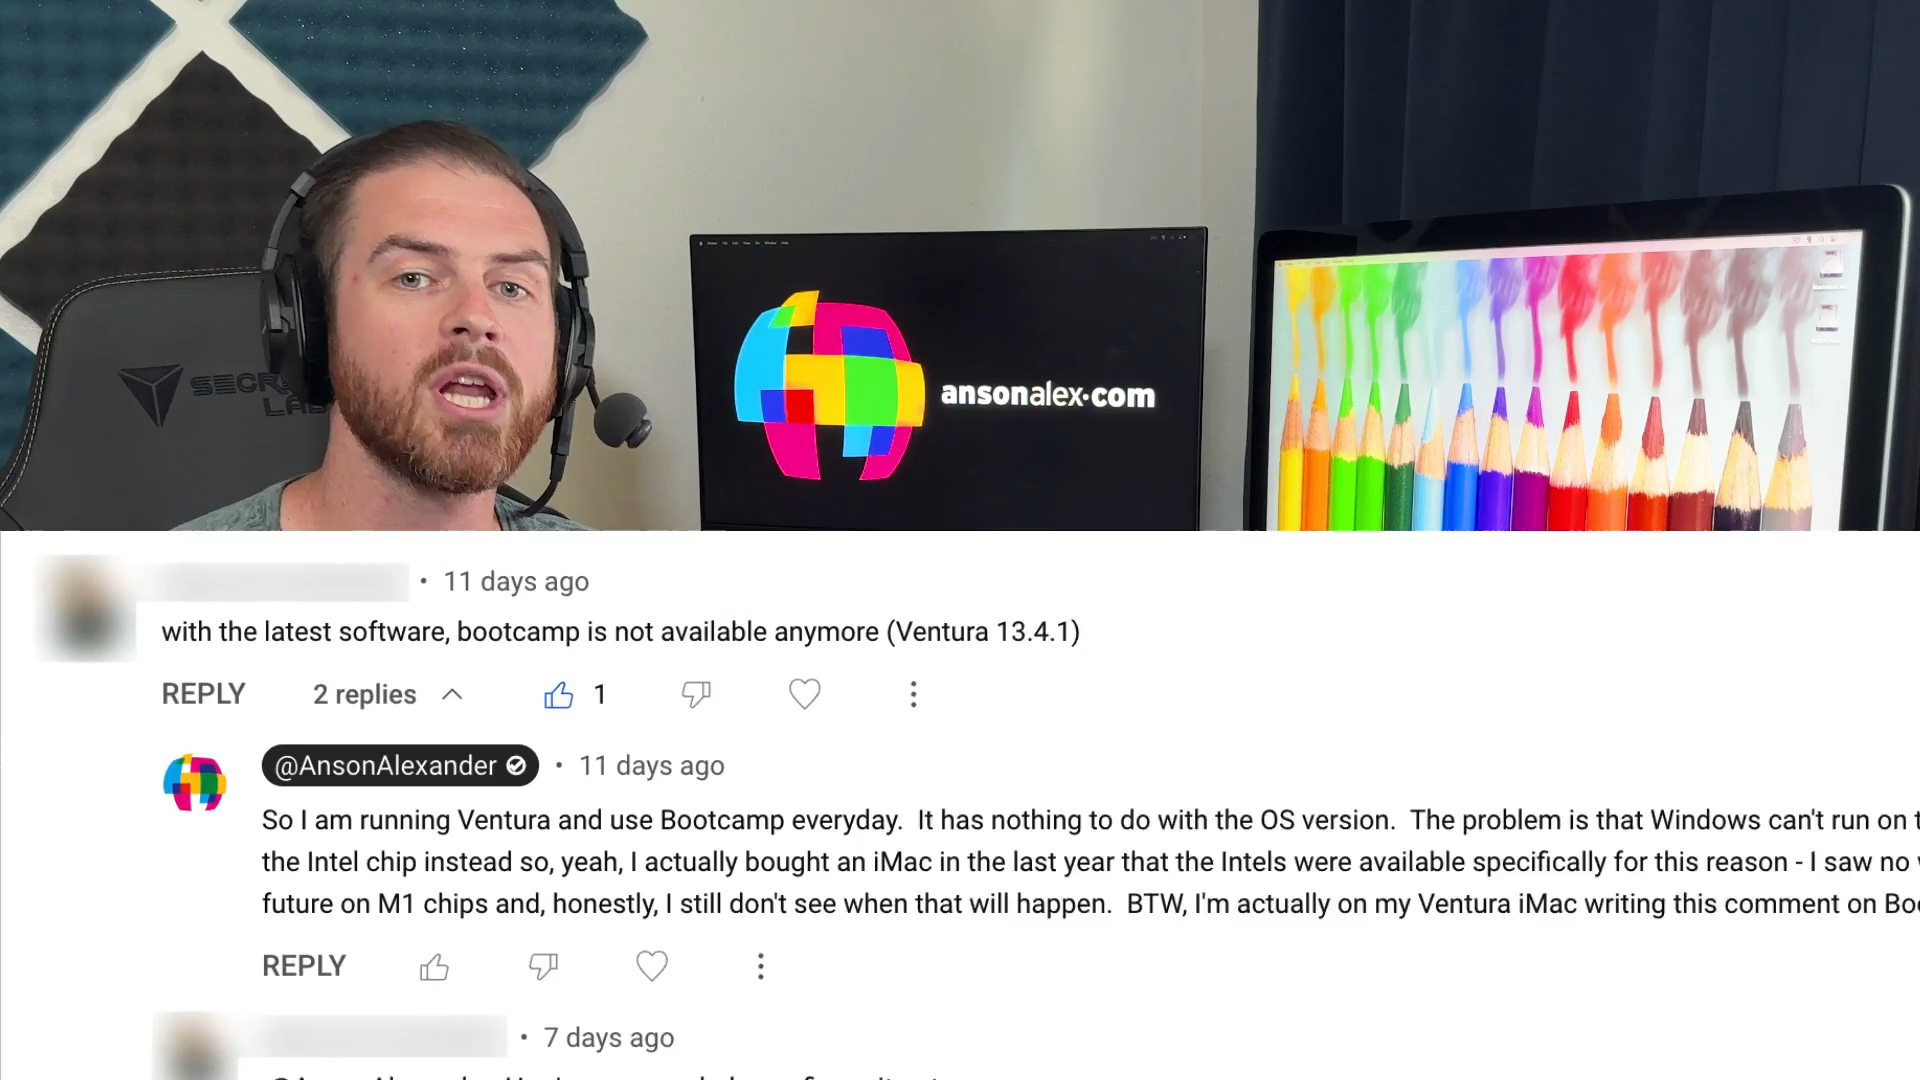 SECR
LAB
ansonalex.com
• 11 days ago
with the latest software, bootcamp is not available anymore (Ventura 13.4.1)
REPLY 2 replies 1
@AnsonAlexander • 11 days ago
So I am running Ventura and use Bootcamp everyday. It has nothing to do with the OS version. The problem is that Windows can't run on
the Intel chip instead so, yeah, I actually bought an iMac in the last year that the Intels were available specifically for this reason - I saw no
future on M1 chips and, honestly, I still don't see when that will happen. BTW, I'm actually on my Ventura iMac writing this comment on
REPLY
• 7 days ago